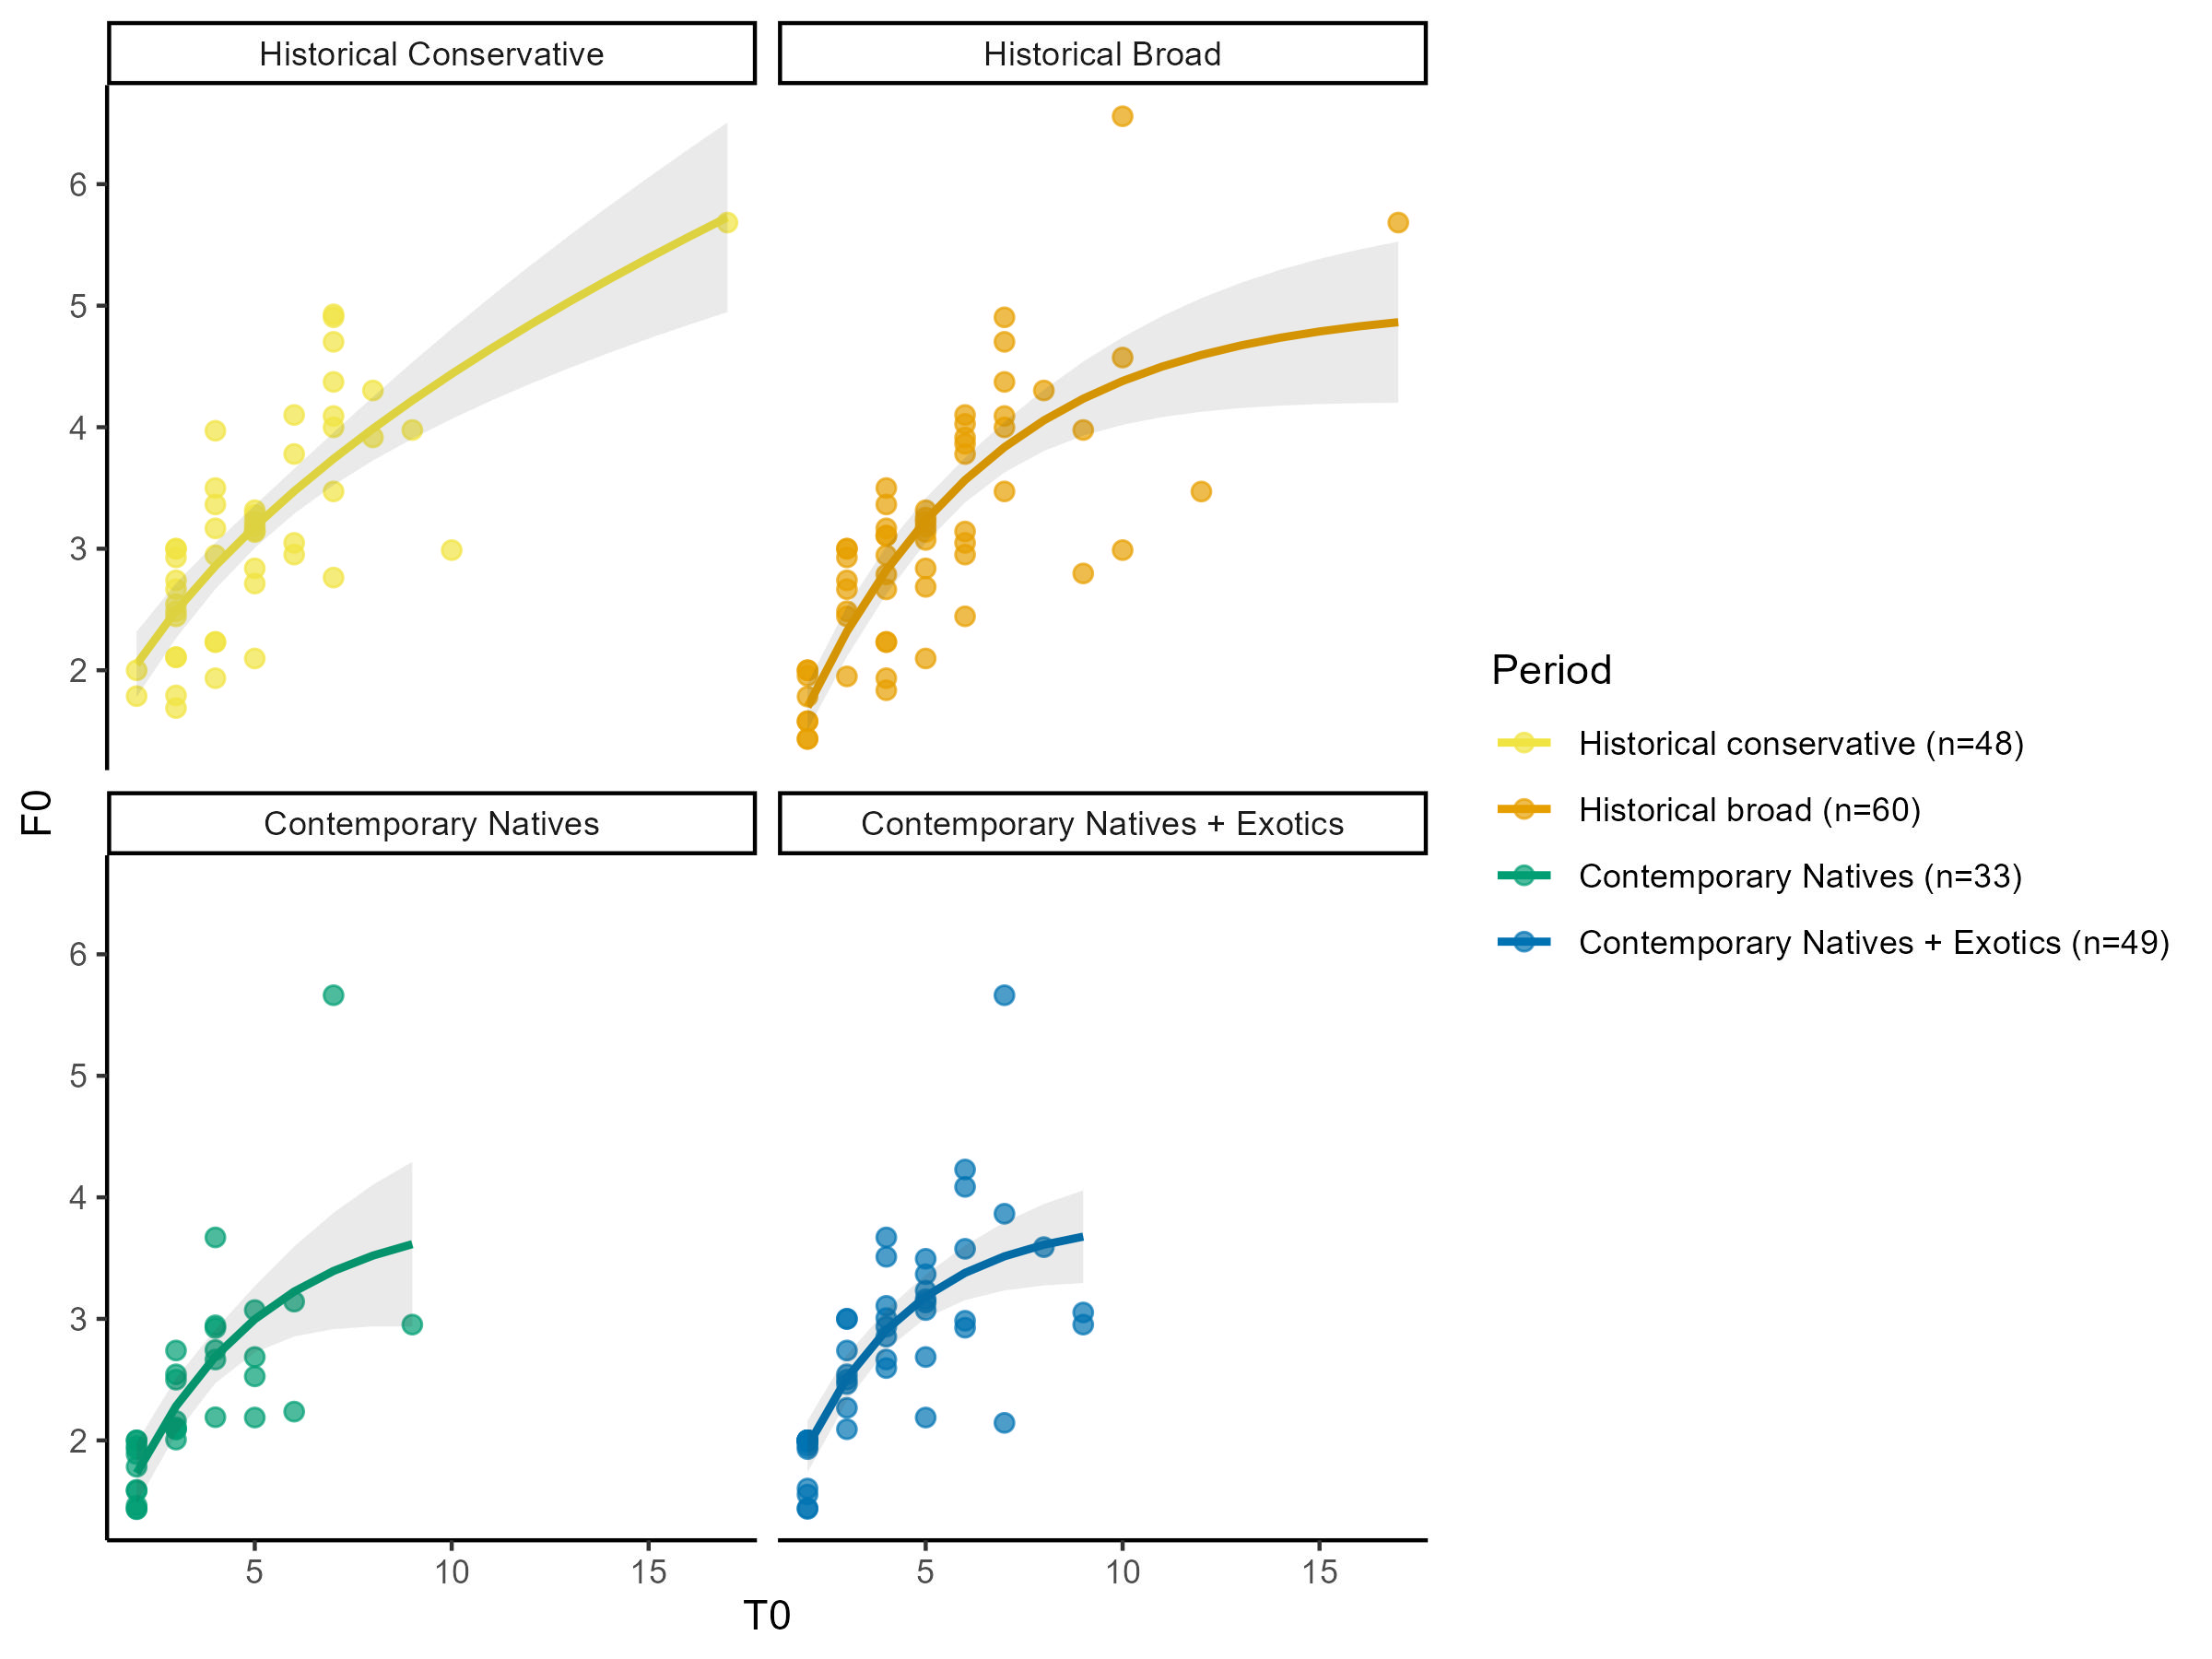 Historical Conservative
Historical Broad
6
5
4
3
2
F0
Contemporary Natives
Contemporary Natives + Exotics
6
5
4
3
2
5
10
15
5
10
15
T0
Period
Historical conservative (n=48)
Historical broad (n=60)
Contemporary Natives (n=33)
Contemporary Natives + Exotics (n=49)